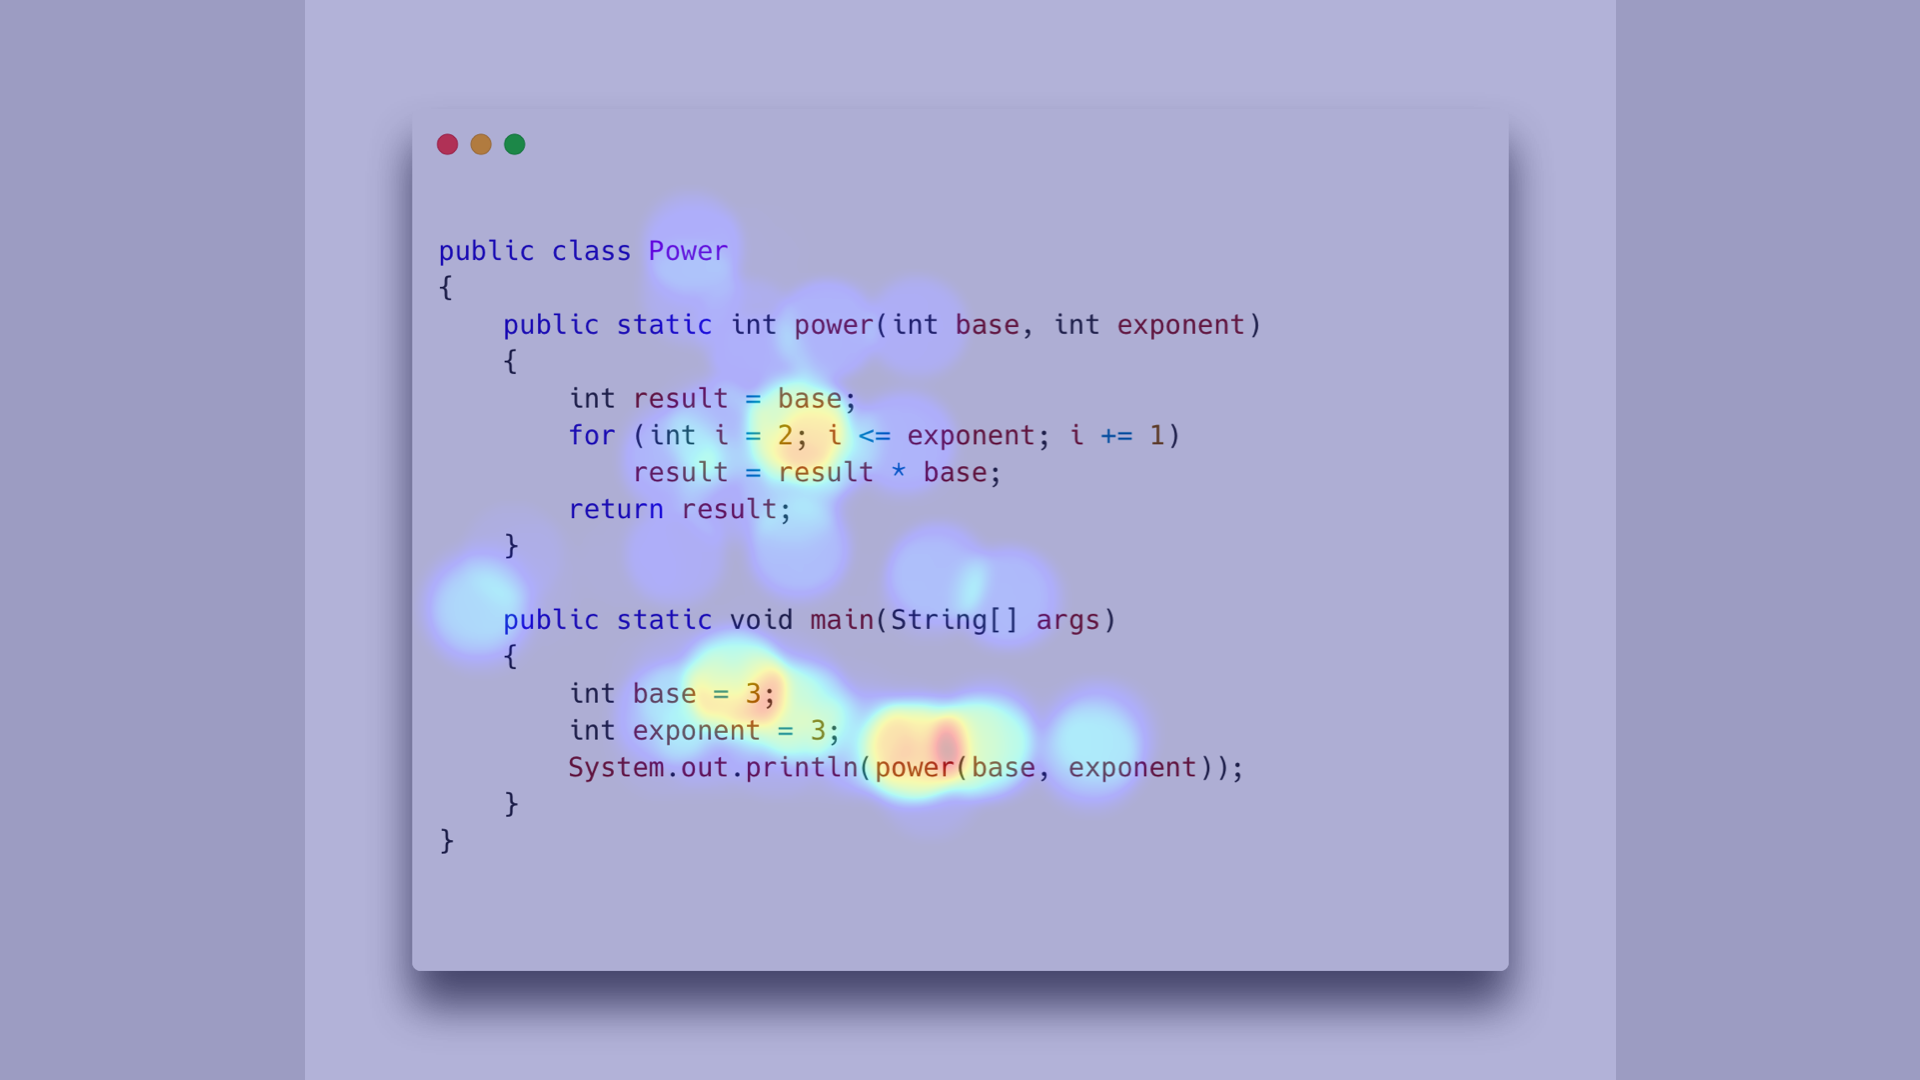 public class Power
{
    public static int power(int base, int exponent)
    {
        int result = base;
        for (int i = 2; i <= exponent; i += 1)
            result = result * base;
        return result;
    }

    public static void main(String[] args)
    {
        int base = 3;
        int exponent = 3;
        System.out.println(power(base, exponent));
    }
}